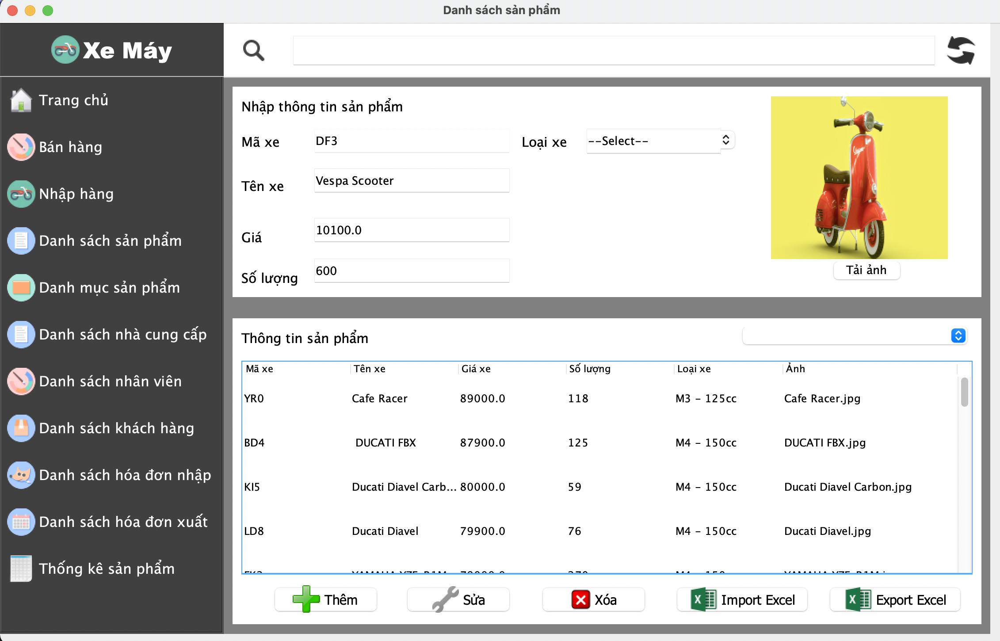 Danh sách sản phẩm
Xe Máy
Trang chủ
Bán hàng
Nhập hàng
Danh sách sản phẩm
Danh mục sản phẩm
Danh sách nhà cung cấp
Danh sách nhân viên
Danh sách khách hàng
Danh sách hóa đơn nhập
Danh sách hóa đơn xuất
Thống kê sản phẩm
Nhập thông tin sản phẩm
Mã xe DF3 Loại xe --Select--
Tên xe Vespa Scooter
Giá 10100.0
Số lượng 600
Tải ảnh
Thông tin sản phẩm
Mã xe Tên xe Giá xe Số lượng Loại xe Ảnh
YR0 Cafe Racer 89000.0 118 M3 - 125cc Cafe Racer.jpg
BD4 DUCATI FBX 87900.0 125 M4 - 150cc DUCATI FBX.jpg
KI5 Ducati Diavel Carb... 80000.0 59 M4 - 150cc Ducati Diavel Carbon.jpg
LD8 Ducati Diavel 79900.0 76 M4 - 150cc Ducati Diavel.jpg
Thêm Sửa Xóa Import Excel Export Excel